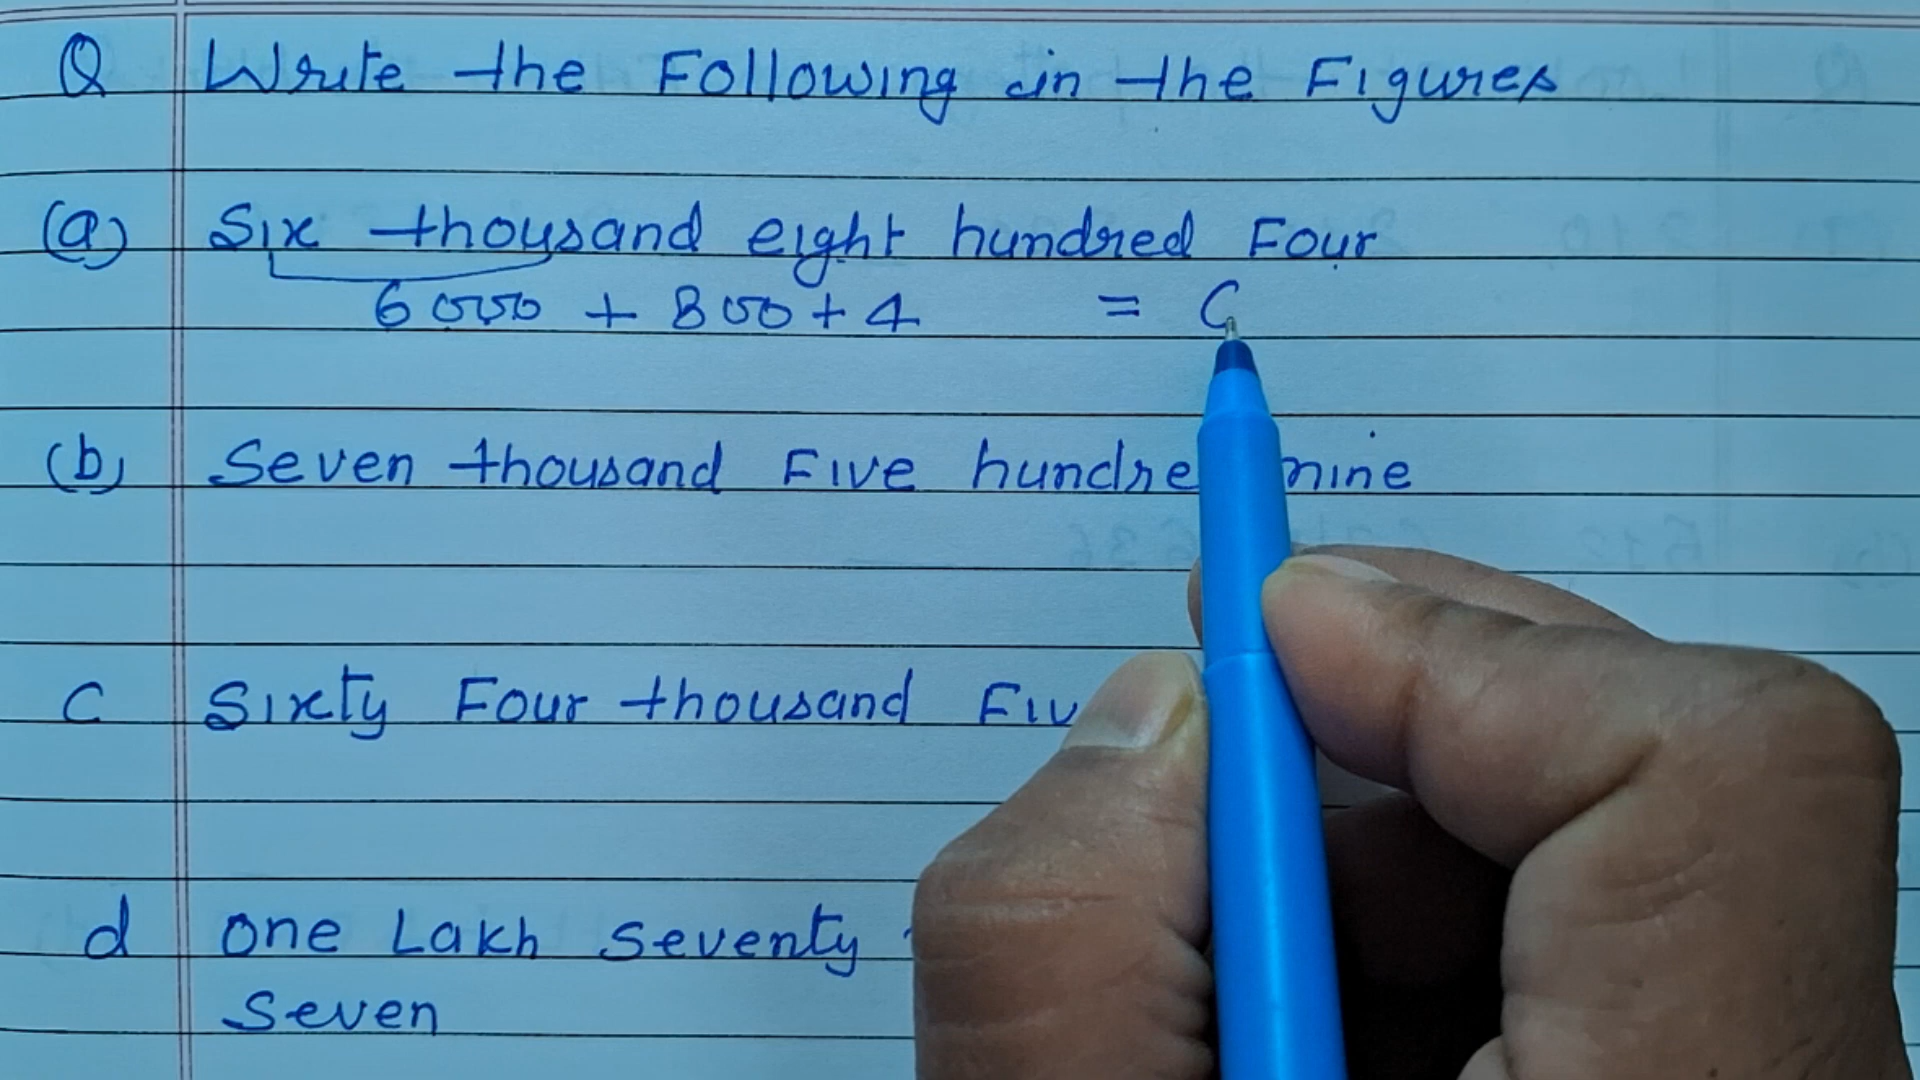 Q Write the Following in the Figures
(a) Six thousand eight hundred Four
6000 + 800 + 4 =
(b) Seven thousand Five hundre nine
c Sixty Four thousand Fiv
d one Lakh seventy
seven